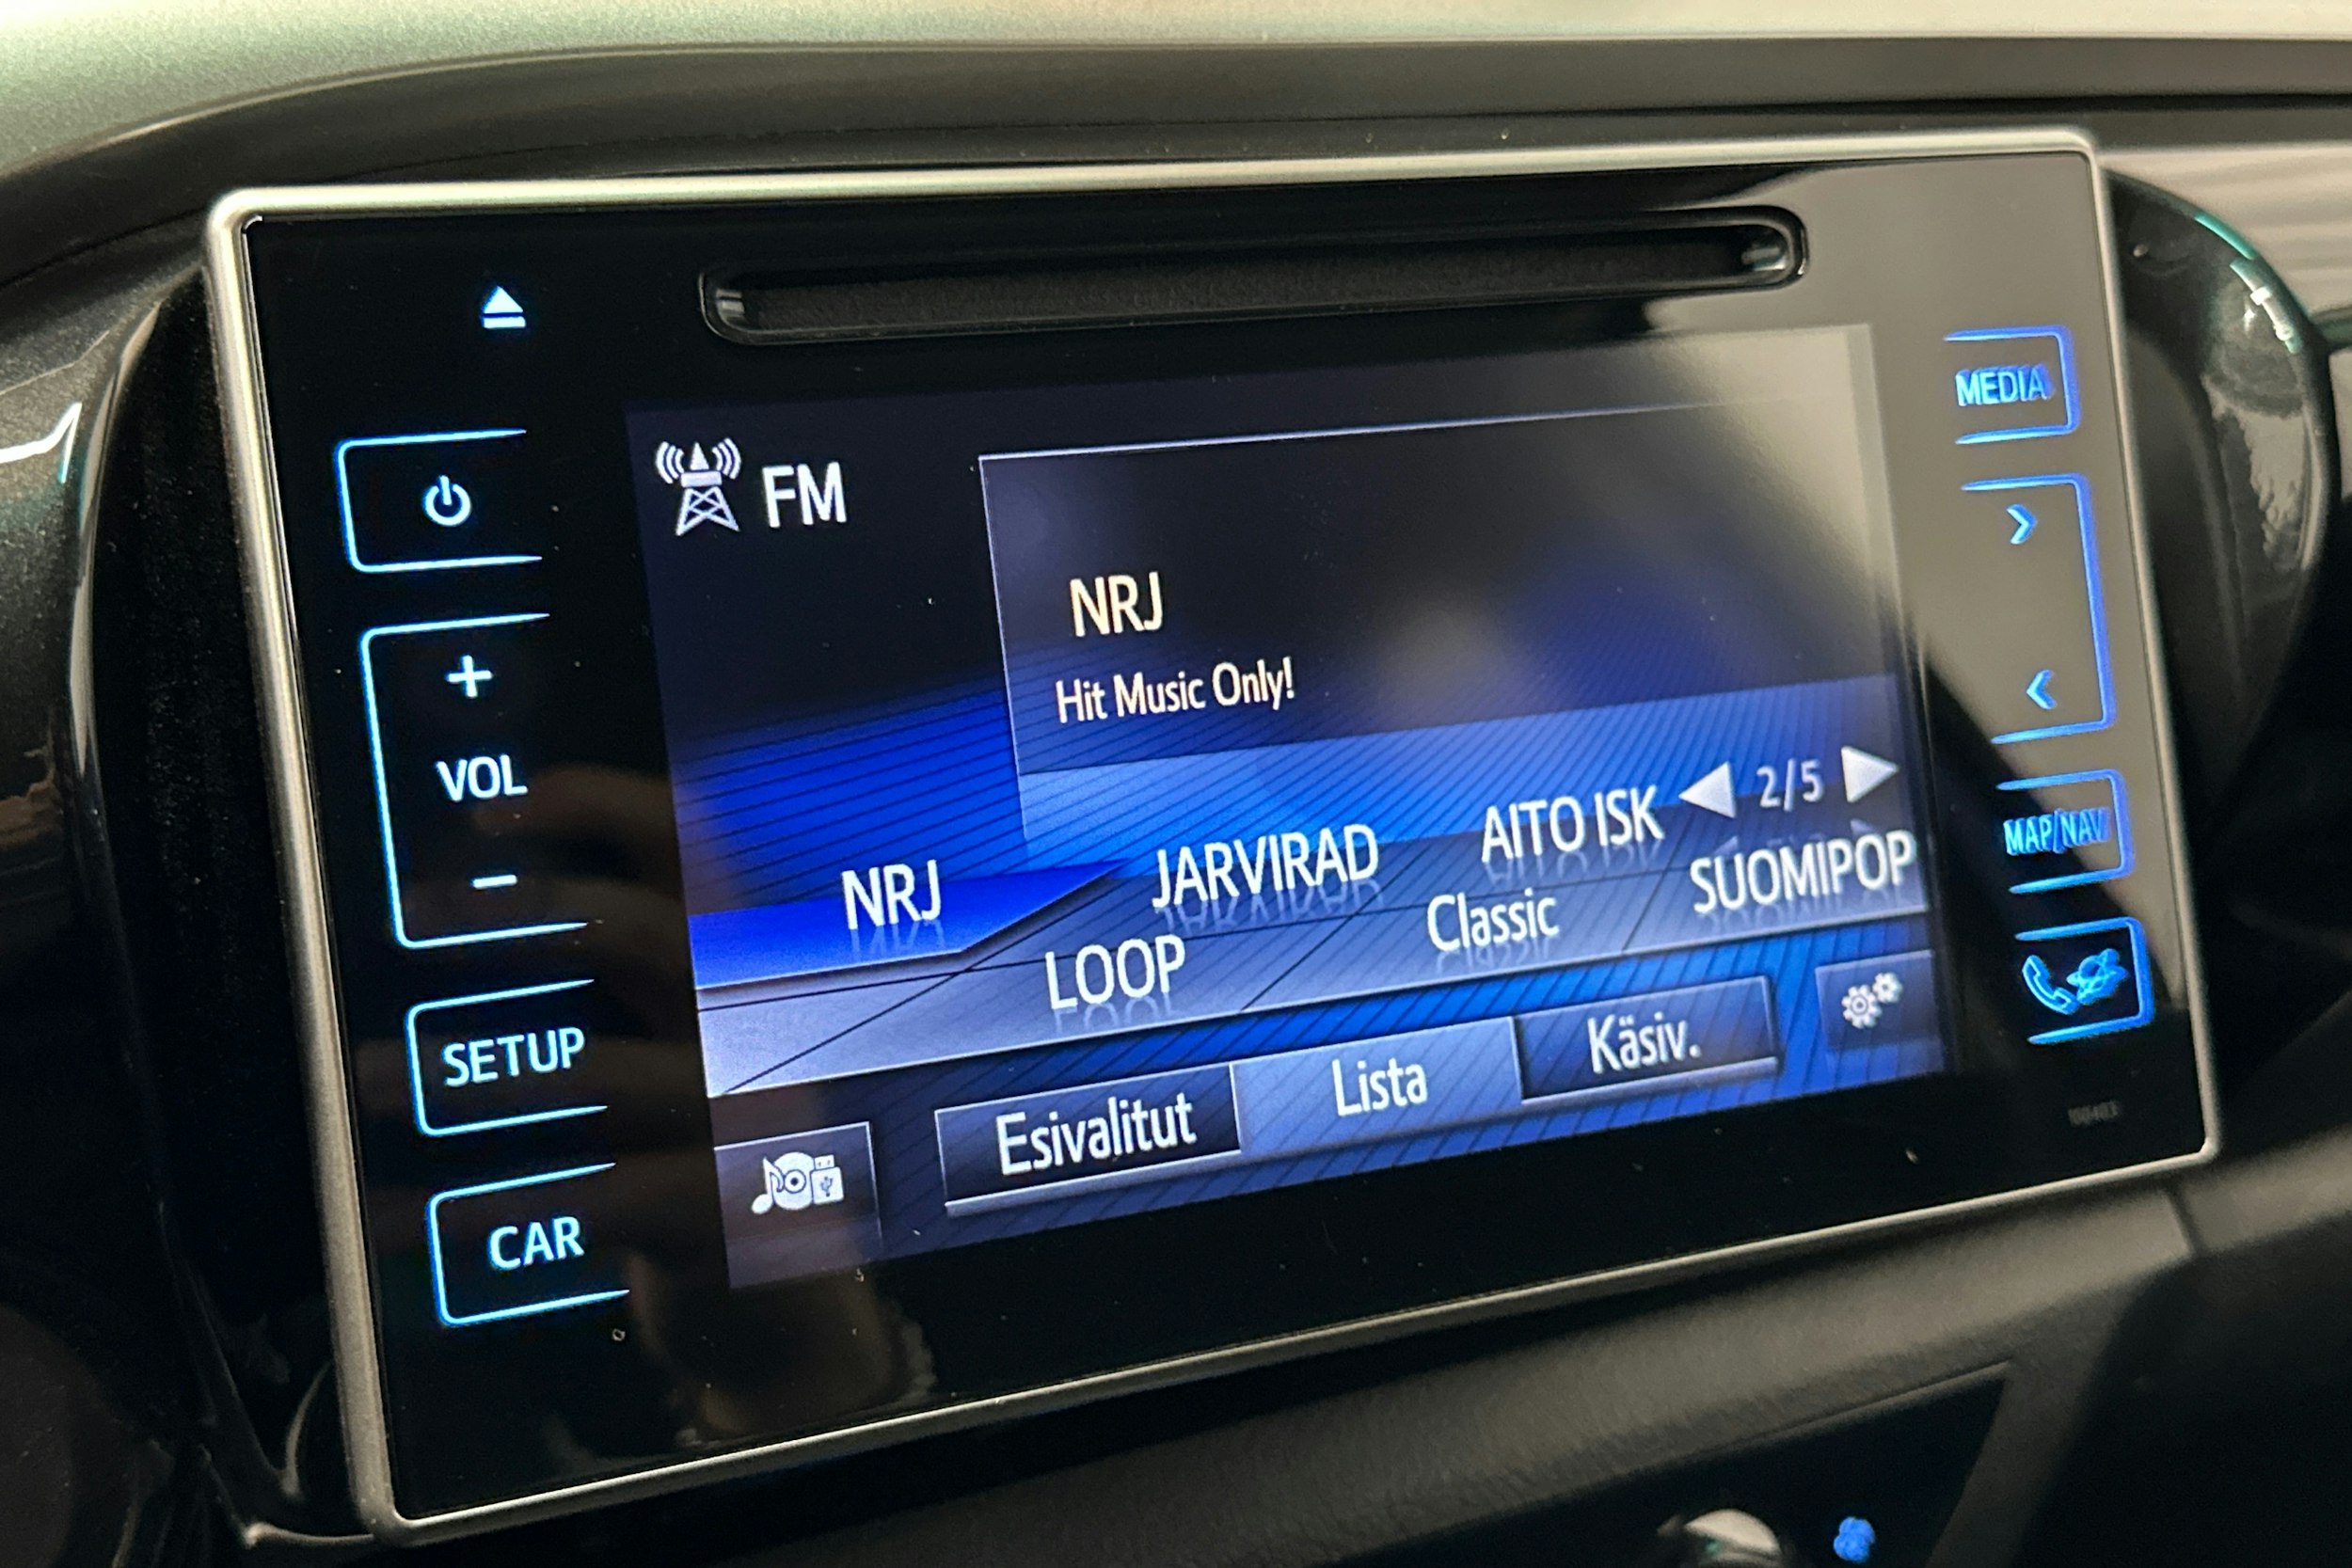 FM
NRJ
Hit Music Only!
2/5
NRJ JARVIRAD AITO ISK
LOOP Classic SUOMIPOP
Esivalitut Lista Käsiv.
VOL
SETUP
CAR
MEDIA
MAP/NAV